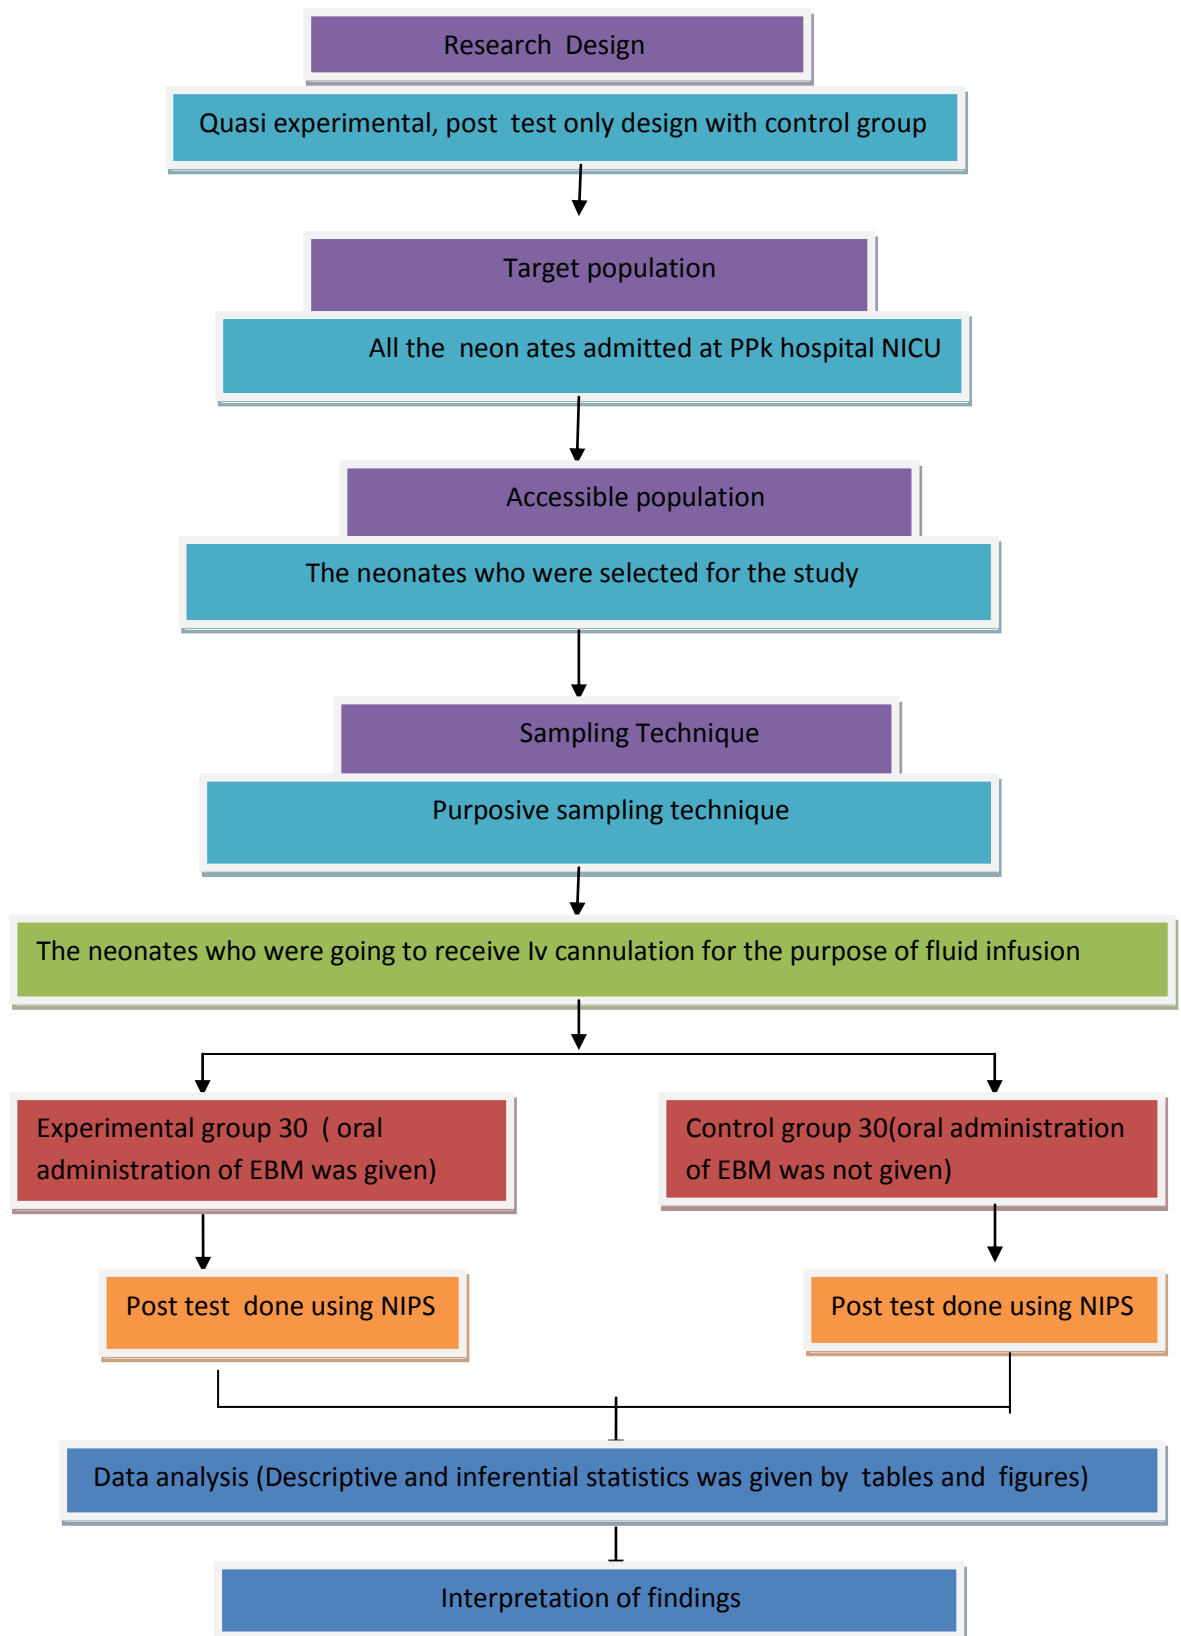 Research Design
Quasi experimental, post test only design with control group
Target population
All the neon ates admitted at PPk hospital NICU
Accessible population
The neonates who were selected for the study
Sampling Technique
Purposive sampling technique
The neonates who were going to receive Iv cannulation for the purpose of fluid infusion
Experimental group 30 ( oral
administration of EBM was given)
Control group 30(oral administration
of EBM was not given)
Post test done using NIPS
Post test done using NIPS
Data analysis (Descriptive and inferential statistics was given by tables and figures)
Interpretation of findings